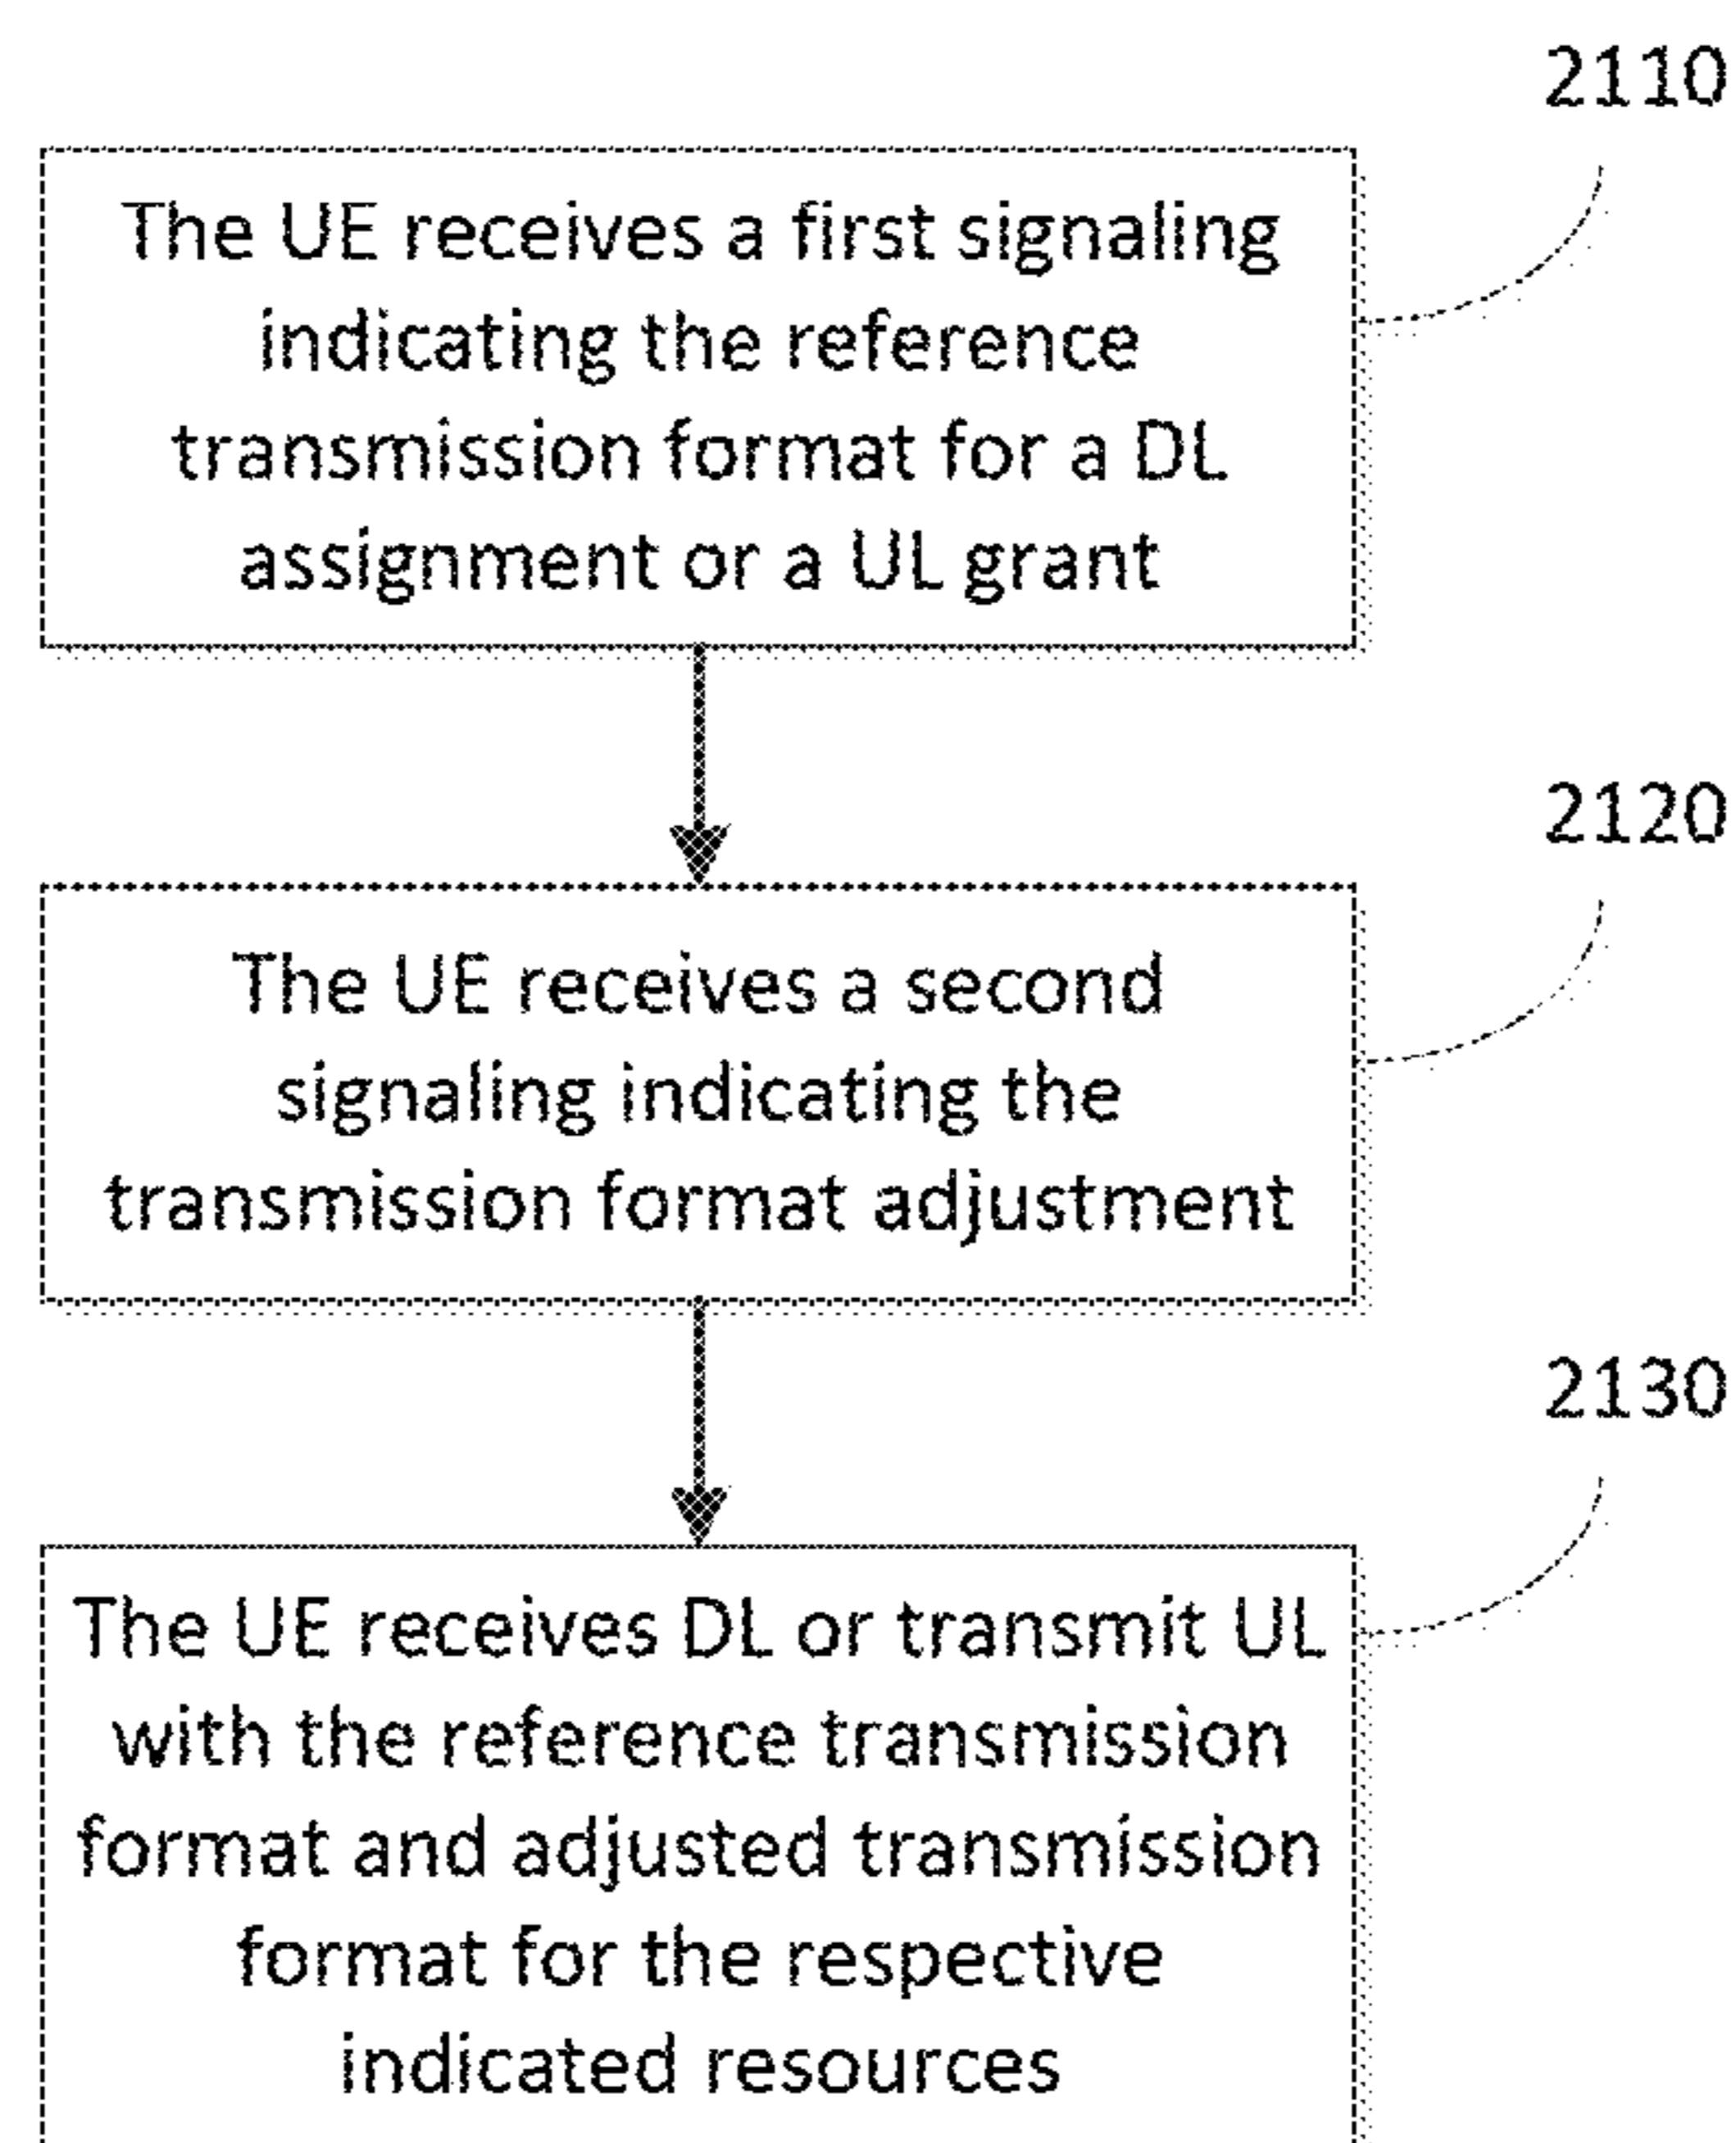 2110
The UE receives a first signaling
indicating the reference
transmission format for a DL
assignment or a UL grant
2120
The UE receives a second
signaling indicating the
transmission format adjustment
2130
The UE receives DL or transmit UL
with the reference transmission
format and adjusted transmission
format for the respective
indicated resources